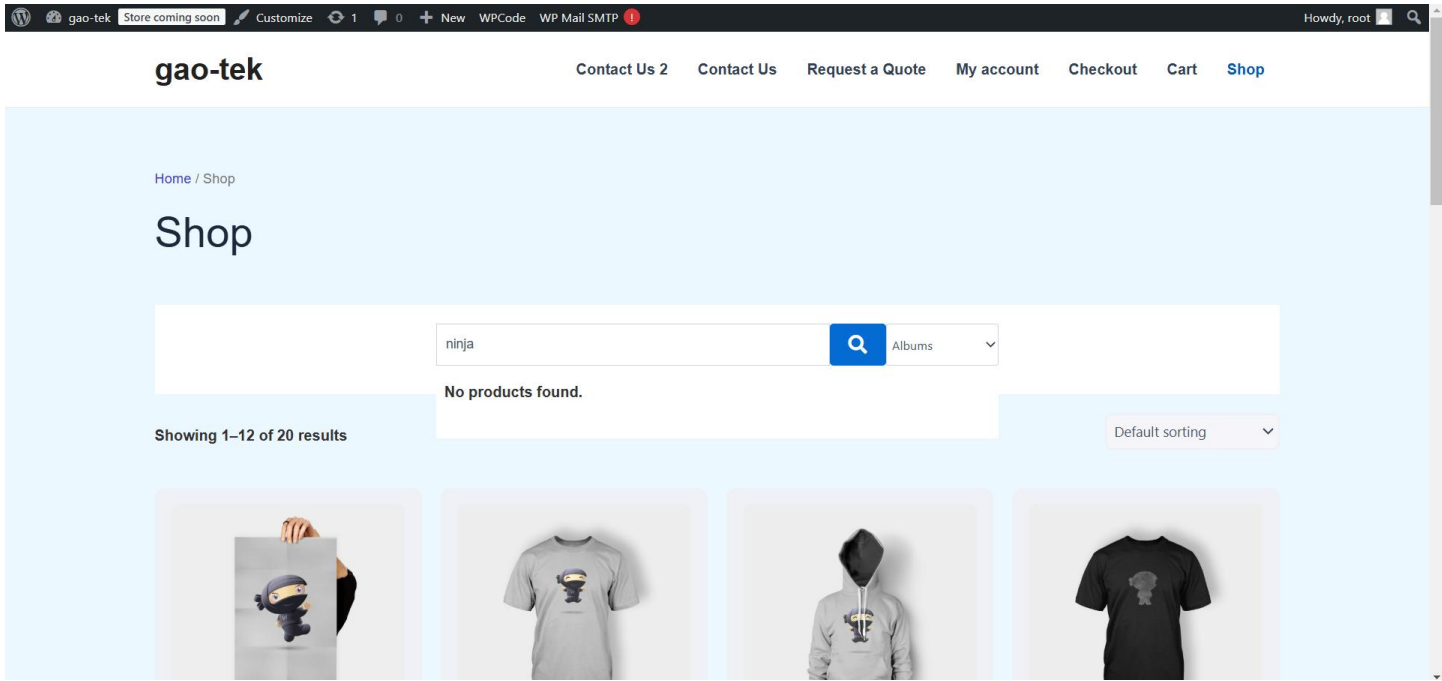 gao-tek Store coming soon Customize 1 0 New WPCode WP Mail SMTP ! Howdy, root
gao-tek Contact Us 2 Contact Us Request a Quote My account Checkout Cart Shop
Home / Shop
Shop
ninja Albums
No products found.
Showing 1–12 of 20 results Default sorting